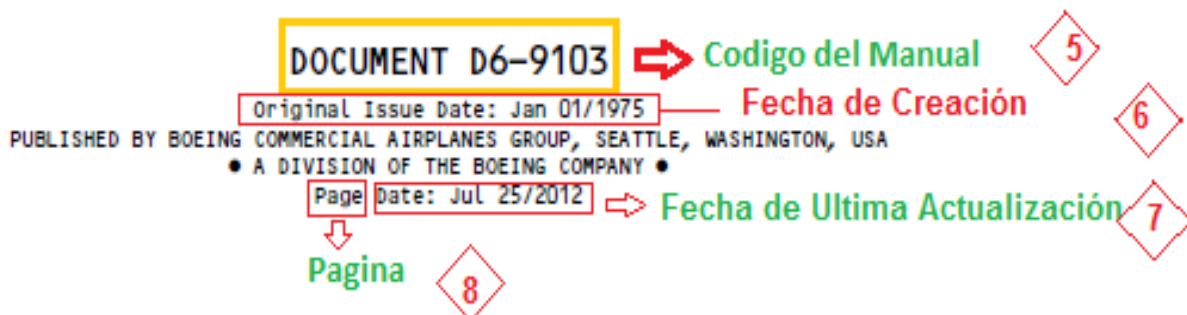 DOCUMENT D6-9103 Codigo del Manual 5
Original Issue Date: Jan 01/1975 Fecha de Creación 6
PUBLISHED BY BOEING COMMERCIAL AIRPLANES GROUP, SEATTLE, WASHINGTON, USA
● A DIVISION OF THE BOEING COMPANY ●
Page Date: Jul 25/2012 Fecha de Ultima Actualización 7
Pagina 8